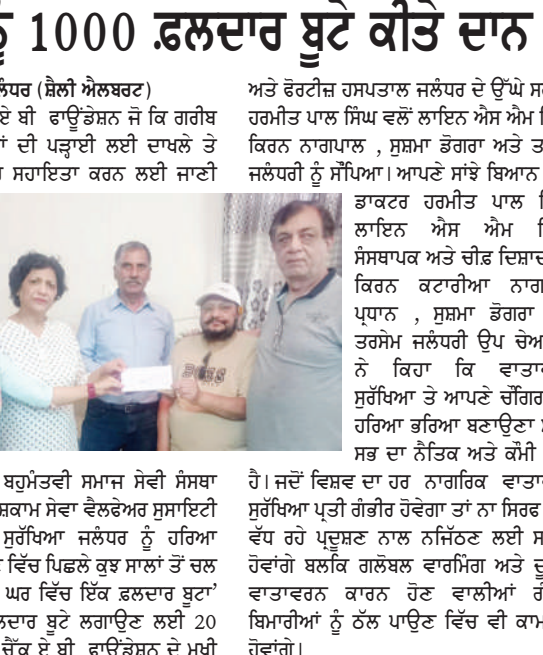 ਨੂੰ 1000 ਫ਼ਲਦਾਰ ਬੂਟੇ ਕੀਤੇ ਦਾਨ
(ਸ਼ੈਲੀ ਐਲਬਰਟ)
ਏ ਬੀ ਫਾਊਂਡੇਸ਼ਨ ਜੋ ਕਿ ਗਰੀਬ
ਦੀ ਪੜ੍ਹਾਈ ਲਈ ਦਾਖਲੇ ਤੇ
ਸਹਾਇਤਾ ਕਰਨ ਲਈ ਜਾਣੀ
ਬਹੁਮੰਤਵੀ ਸਮਾਜ ਸੇਵੀ ਸੰਸਥਾ
ਸੇਵਾ ਵੈਲਫੇਅਰ ਸੁਸਾਇਟੀ
ਸੁਰੱਖਿਆ ਜਲੰਧਰ ਨੂੰ ਹਰਿਆ
ਵਿੱਚ ਪਿਛਲੇ ਕੁਝ ਸਾਲਾਂ ਤੋਂ ਚਲ
ਘਰ ਵਿੱਚ ਇੱਕ ਫ਼ਲਦਾਰ ਬੂਟਾ’
ਬੂਟੇ ਲਗਾਉਣ ਲਈ 20
ਚੈੱਕ ਏ ਬੀ ਫਾਊਂਡੇਸ਼ਨ ਦੇ ਮੁਖੀ
ਅਤੇ ਫੋਰਟੀਜ਼ ਹਸਪਤਾਲ ਜਲੰਧਰ ਦੇ ਉੱਘੇ
ਹਰਮੀਤ ਪਾਲ ਸਿੰਘ ਵਲੋਂ ਲਾਇਨ ਐਸ ਐਮ
ਕਿਰਨ ਨਾਗਪਾਲ , ਸੁਸ਼ਮਾ ਡੋਗਰਾ ਅਤੇ
ਜਲੰਧਰੀ ਨੂੰ ਸੌਂਪਿਆ। ਆਪਣੇ ਸਾਂਝੇ ਬਿਆਨ
ਡਾਕਟਰ ਹਰਮੀਤ ਪਾਲ
ਲਾਇਨ ਐਸ ਐਮ
ਸੰਸਥਾਪਕ ਅਤੇ ਚੀਫ਼
ਕਿਰਨ ਕਟਾਰੀਆ
ਪ੍ਰਧਾਨ , ਸੁਸ਼ਮਾ ਡੋਗਰਾ
ਤਰਸੇਮ ਜਲੰਧਰੀ ਉਪ
ਨੇ ਕਿਹਾ ਕਿ
ਸੁਰੱਖਿਆ ਤੇ ਆਪਣੇ
ਹਰਿਆ ਭਰਿਆ ਬਣਾਉਣਾ
ਸਭ ਦਾ ਨੈਤਿਕ ਅਤੇ ਕੌਮੀ
ਹੈ। ਜਦੋਂ ਵਿਸ਼ਵ ਦਾ ਹਰ ਨਾਗਰਿਕ
ਸੁਰੱਖਿਆ ਪ੍ਰਤੀ ਗੰਭੀਰ ਹੋਵੇਗਾ ਤਾਂ ਨਾ ਸਿਰਫ
ਵੱਧ ਰਹੇ ਪ੍ਰਦੂਸ਼ਣ ਨਾਲ ਨਜਿੱਠਣ ਲਈ
ਹੋਵਾਂਗੇ ਬਲਕਿ ਗਲੋਬਲ ਵਾਰਮਿੰਗ ਅਤੇ
ਵਾਤਾਵਰਨ ਕਾਰਨ ਹੋਣ ਵਾਲੀਆਂ
ਬਿਮਾਰੀਆਂ ਨੂੰ ਠੱਲ ਪਾਉਣ ਵਿੱਚ ਵੀ
ਹੋਵਾਂਗੇ।